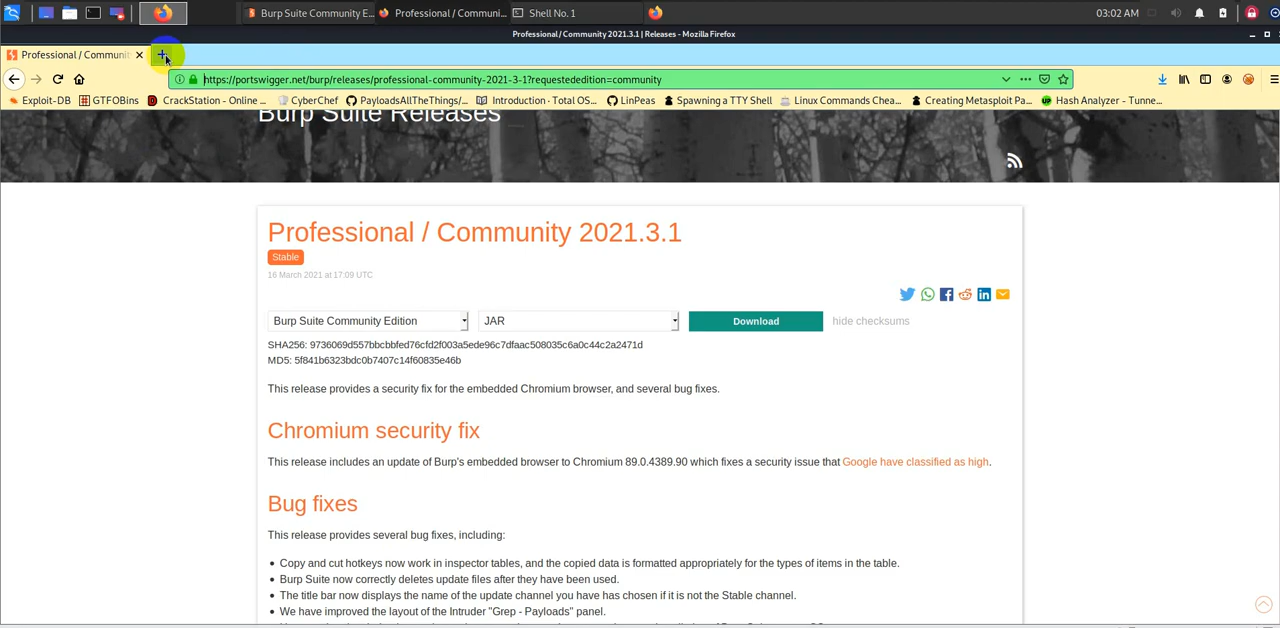 Burp Suite Community E...
Professional / Communi...
Shell No. 1
03:02 AM
Professional / Community 2021.3.1 | Releases - Mozilla Firefox
Professional / Communit
https://portswigger.net/burp/releases/professional-community-2021-3-1?requestededition=community
Exploit-DB
GTFOBins
CrackStation - Online ...
CyberChef
PayloadsAllTheThings/...
Introduction · Total OS...
LinPeas
Spawning a TTY Shell
Linux Commands Chea...
Creating Metasploit Pa...
Hash Analyzer - Tunne...
Burp Suite Releases
Professional / Community 2021.3.1
Stable
16 March 2021 at 17:09 UTC
Burp Suite Community Edition
JAR
Download
hide checksums
SHA256: 9736069d557bbcbbfed76cfd2f003a5ede96c7dfaac508035c6a0c44c2a2471d
MD5: 5f841b6323bdc0b7407c14f60835e46b
This release provides a security fix for the embedded Chromium browser, and several bug fixes.
Chromium security fix
This release includes an update of Burp's embedded browser to Chromium 89.0.4389.90 which fixes a security issue that Google have classified as high.
Bug fixes
This release provides several bug fixes, including:
• Copy and cut hotkeys now work in inspector tables, and the copied data is formatted appropriately for the types of items in the table.
• Burp Suite now correctly deletes update files after they have been used.
• The title bar now displays the name of the update channel you have has chosen if it is not the Stable channel.
• We have improved the layout of the Intruder "Grep - Payloads" panel.